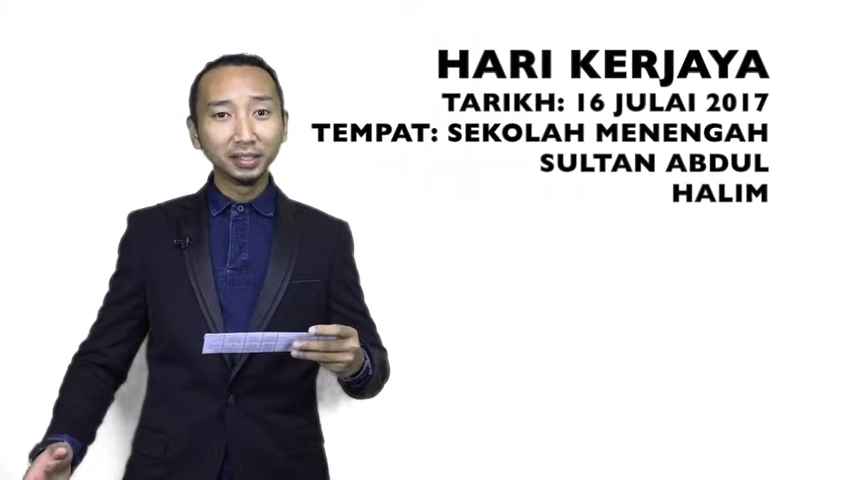 HARI KERJAYA
TARIKH: 16 JULAI 2017
TEMPAT: SEKOLAH MENENGAH
SULTAN ABDUL
HALIM